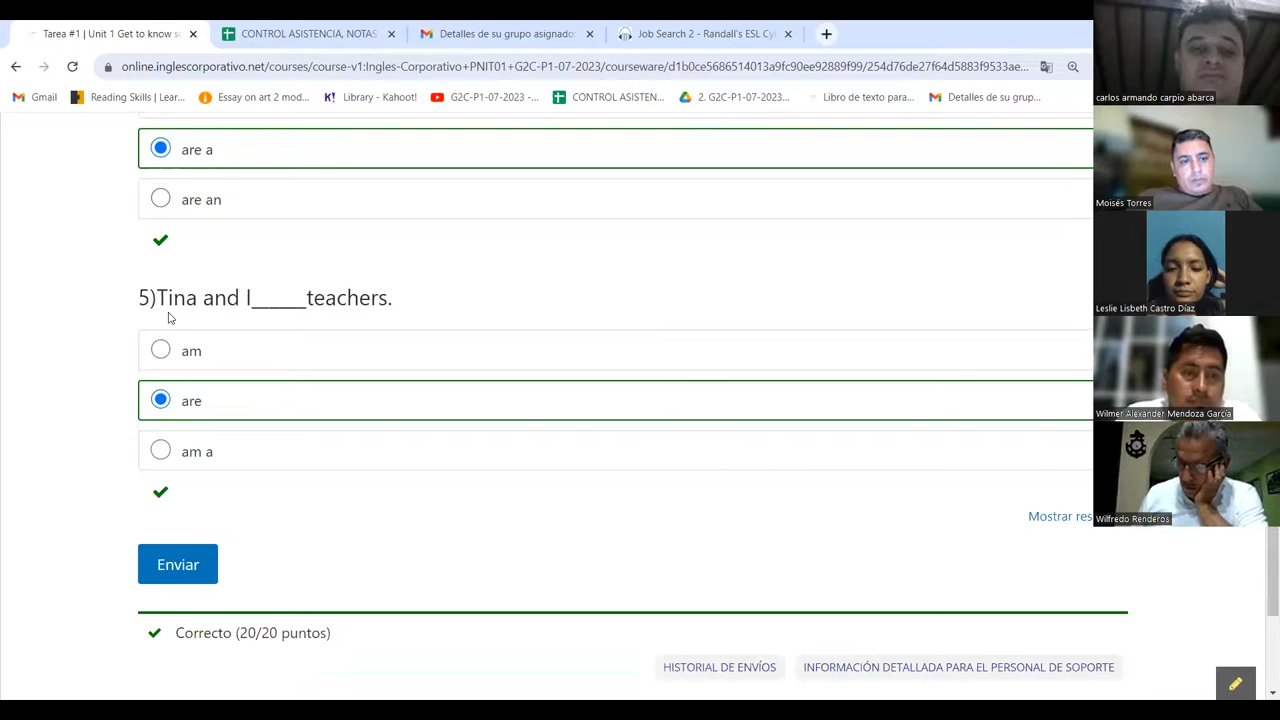 Tarea #1 | Unit 1 Get to know s
CONTROL ASISTENCIA, NOTAS
Detalles de su grupo asignado
Job Search 2 - Randall's ESL Cy
online.inglescorporativo.net/courses/course-v1:Ingles-Corporativo+PNIT01+G2C-P1-07-2023/courseware/d1b0ce5686514013a9fc90ee92889f99/254d76de27f64d5883f9533ae...
Gmail
Reading Skills | Lear...
Essay on art 2 mod...
Library - Kahoot!
G2C-P1-07-2023 -...
CONTROL ASISTEN...
2. G2C-P1-07-2023...
Libro de texto para...
Detalles de su grup...
carlos armando carpio abarca
are a
are an
Moisés Torres
5)Tina and I_____teachers.
Leslie Lisbeth Castro Díaz
am
are
Wilmer Alexander Mendoza García
am a
Mostrar res
Wilfredo Renderos
Enviar
Correcto (20/20 puntos)
HISTORIAL DE ENVÍOS
INFORMACIÓN DETALLADA PARA EL PERSONAL DE SOPORTE